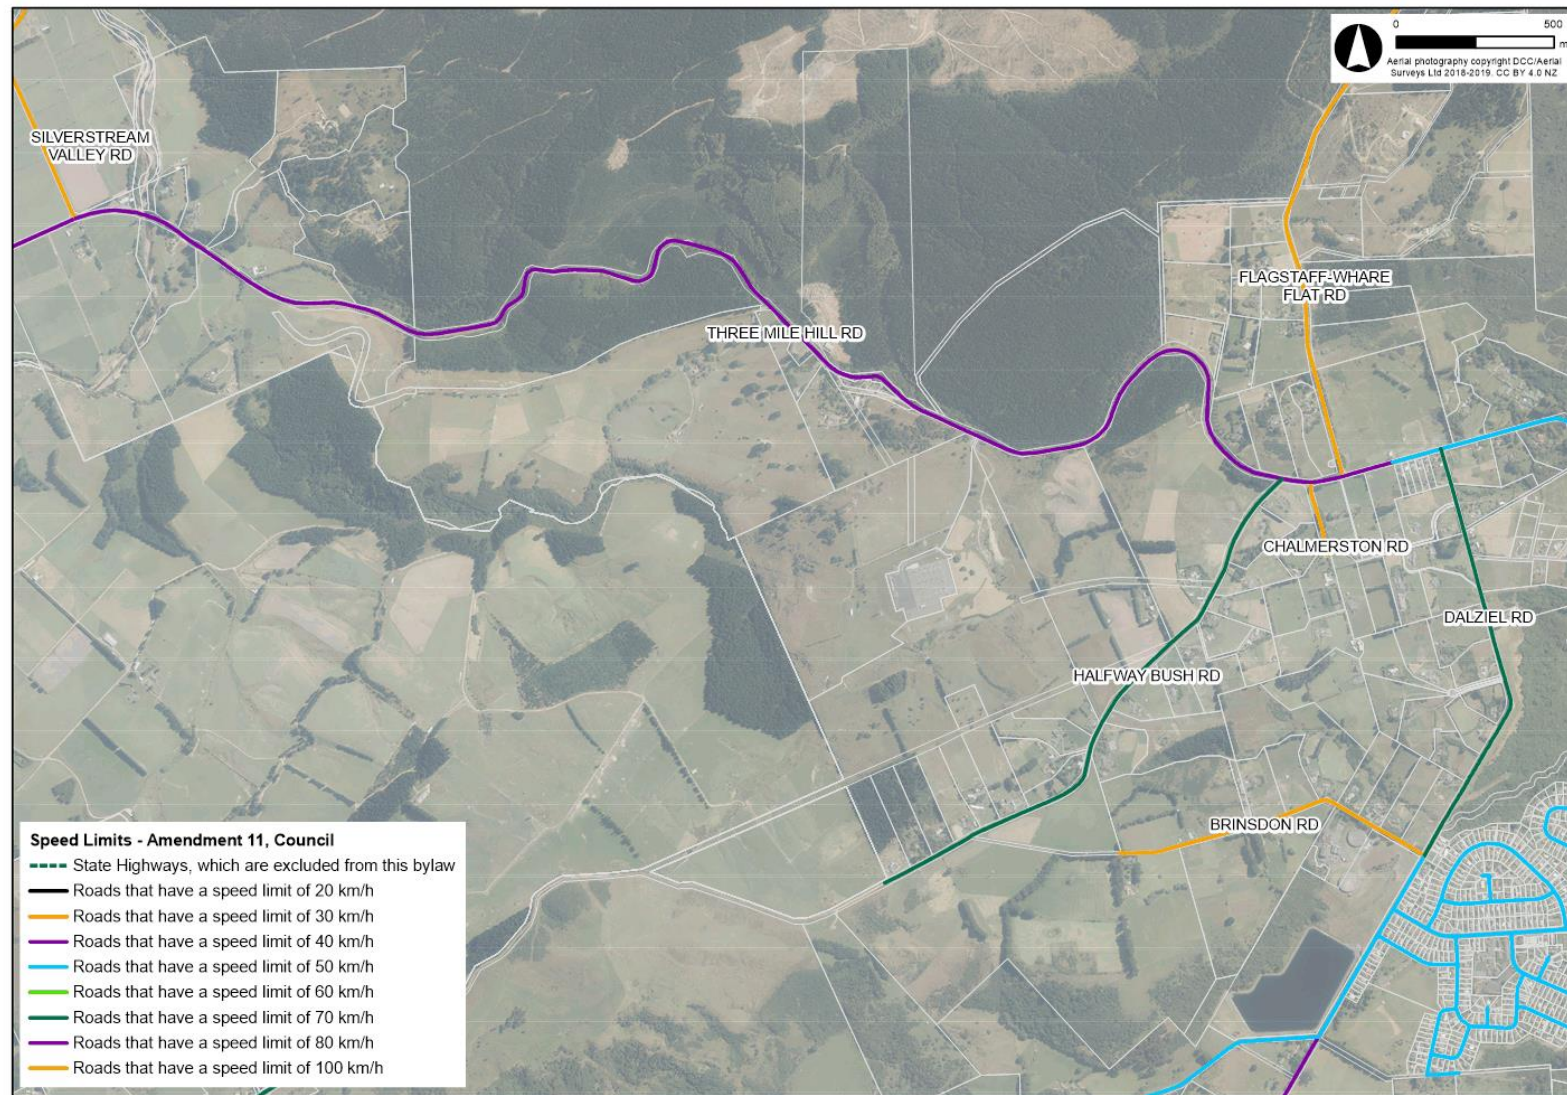 0 500
m
Aerial photography copyright DCC/Aerial
Surveys Ltd 2018-2019. CC BY 4.0 NZ
SILVERSTREAM
VALLEY RD
FLAGSTAFF-WHARE
FLAT RD
THREE MILE HILL RD
CHALMERSTON RD
DALZIEL RD
HALFWAY BUSH RD
BRINSDON RD
Speed Limits - Amendment 11, Council
State Highways, which are excluded from this bylaw
Roads that have a speed limit of 20 km/h
Roads that have a speed limit of 30 km/h
Roads that have a speed limit of 40 km/h
Roads that have a speed limit of 50 km/h
Roads that have a speed limit of 60 km/h
Roads that have a speed limit of 70 km/h
Roads that have a speed limit of 80 km/h
Roads that have a speed limit of 100 km/h